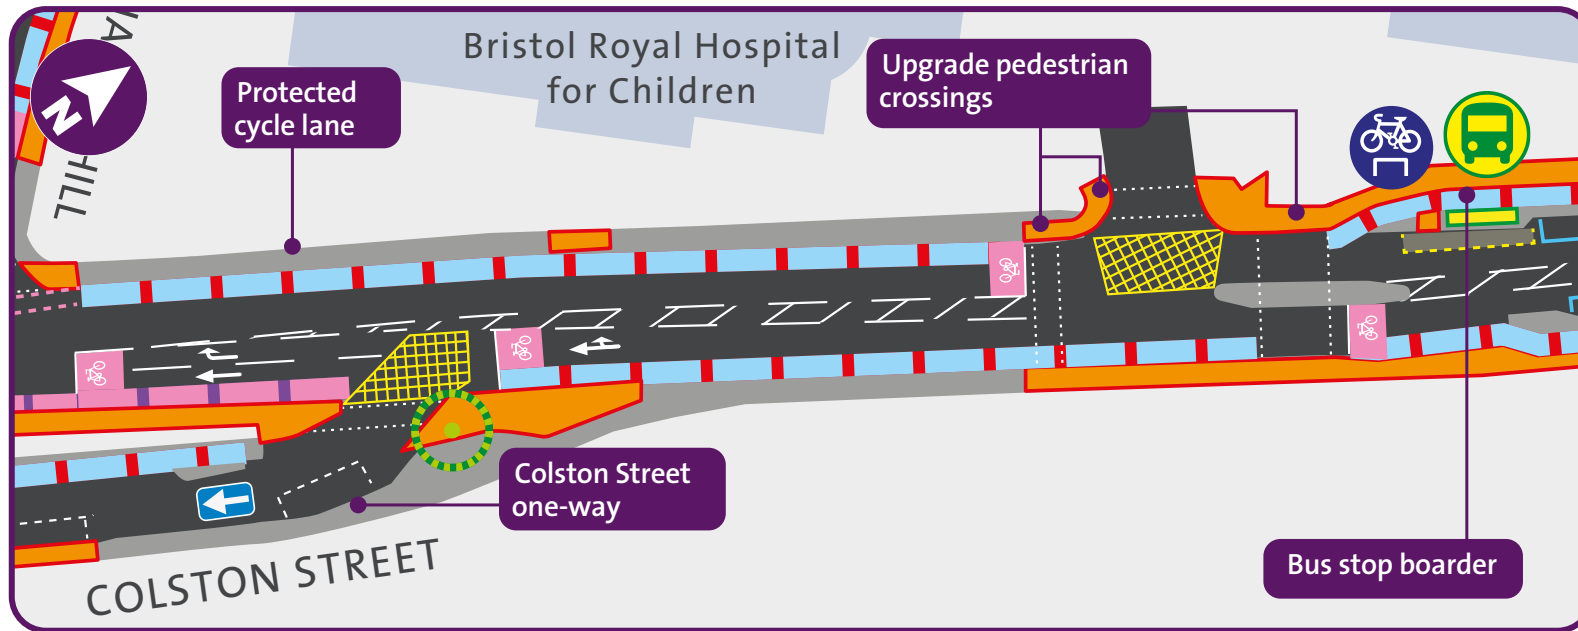 IA
HILL
N
Protected
cycle lane
Bristol Royal Hospital
for Children
Upgrade pedestrian
crossings
Colston Street
one-way
COLSTON STREET
Bus stop boarder